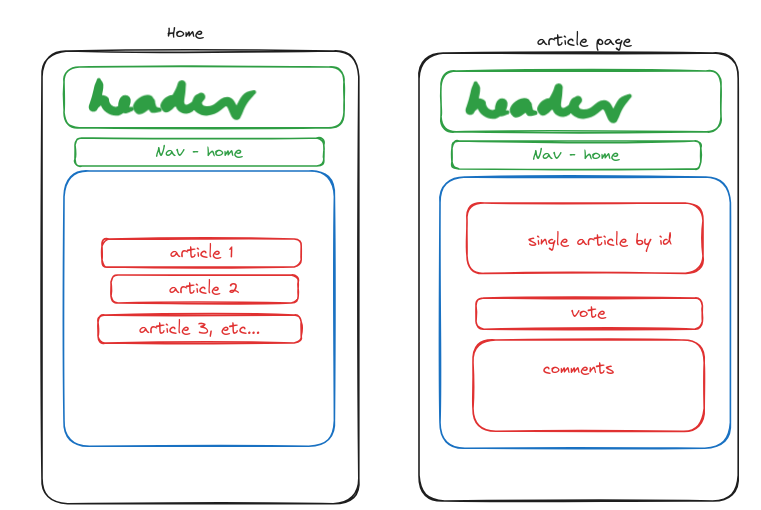 Home
header
Nav - home
article 1
article 2
article 3, etc...
article page
header
Nav - home
single article by id
vote
comments